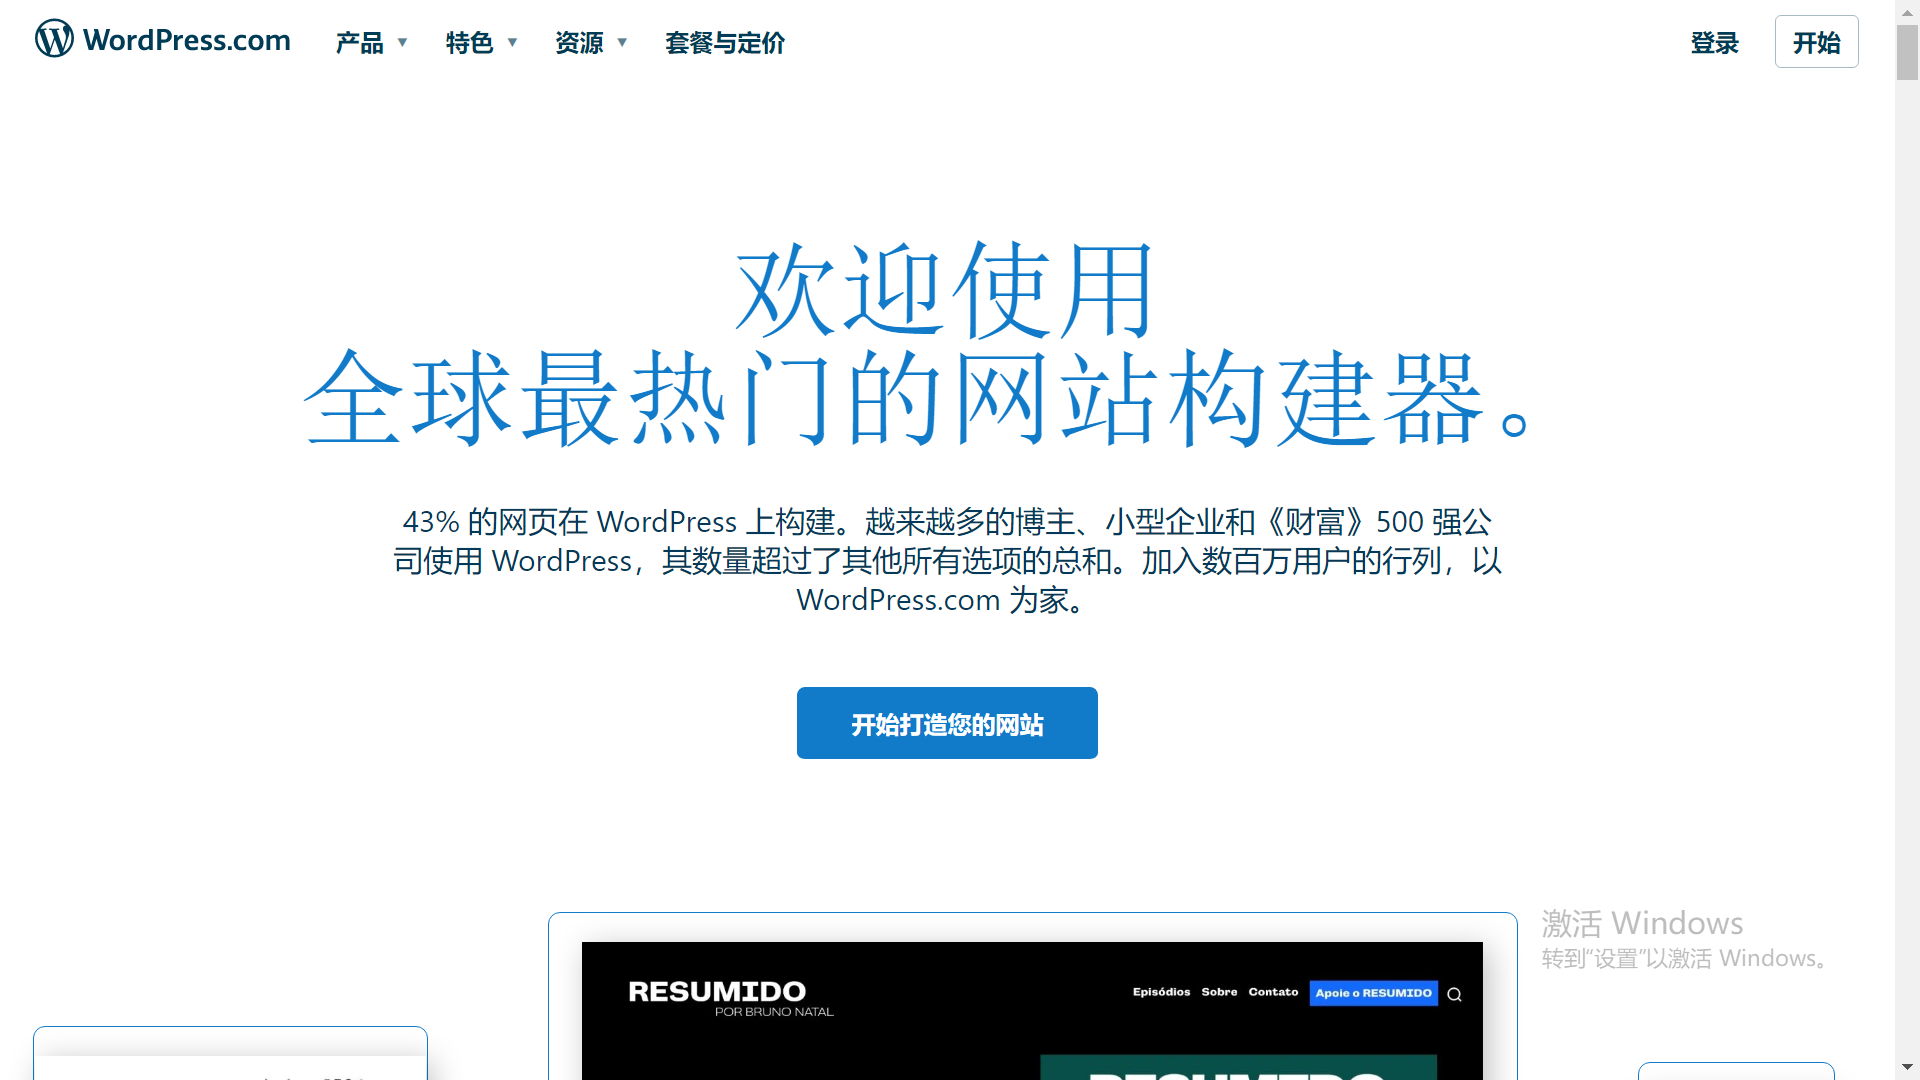 WordPress.com 产品 ▼ 特色 ▼ 资源 ▼ 套餐与定价 登录 开始
欢迎使用
全球最热门的网站构建器。
43% 的网页在 WordPress 上构建。越来越多的博主、小型企业和《财富》500 强公
司使用 WordPress，其数量超过了其他所有选项的总和。加入数百万用户的行列，以
WordPress.com 为家。
开始打造您的网站
激活 Windows
转到“设置”以激活 Windows。
RESUMIDO
POR BRUNO NATAL
Episódios Sobre Contato Apoie o RESUMIDO
RESUMIDO